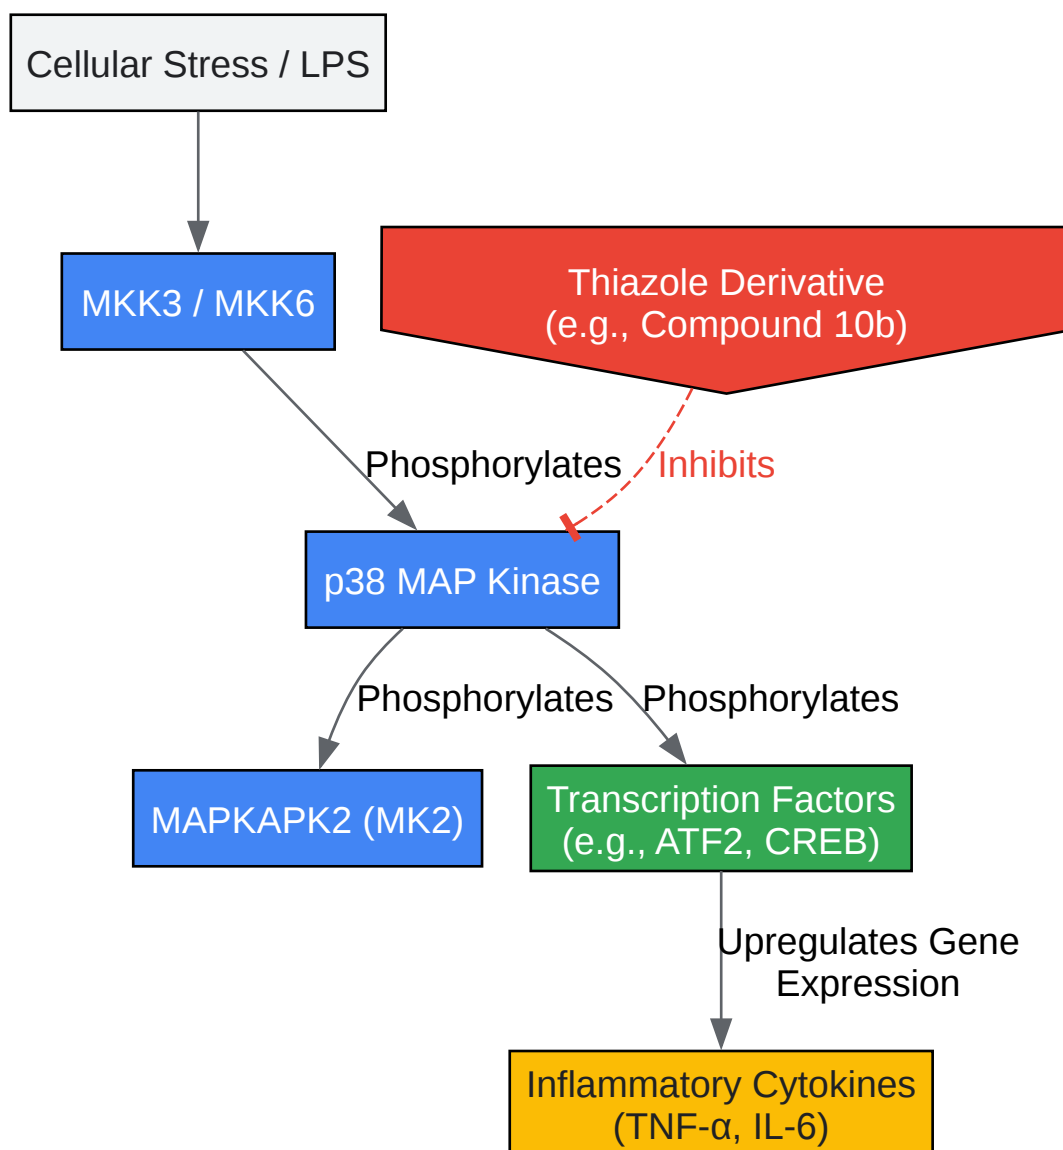 Cellular Stress / LPS
MKK3 / MKK6
Thiazole Derivative
(e.g., Compound 10b)
Phosphorylates
Inhibits
p38 MAP Kinase
Phosphorylates
Phosphorylates
MAPKAPK2 (MK2)
Transcription Factors
(e.g., ATF2, CREB)
Upregulates Gene
Expression
Inflammatory Cytokines
(TNF-α, IL-6)